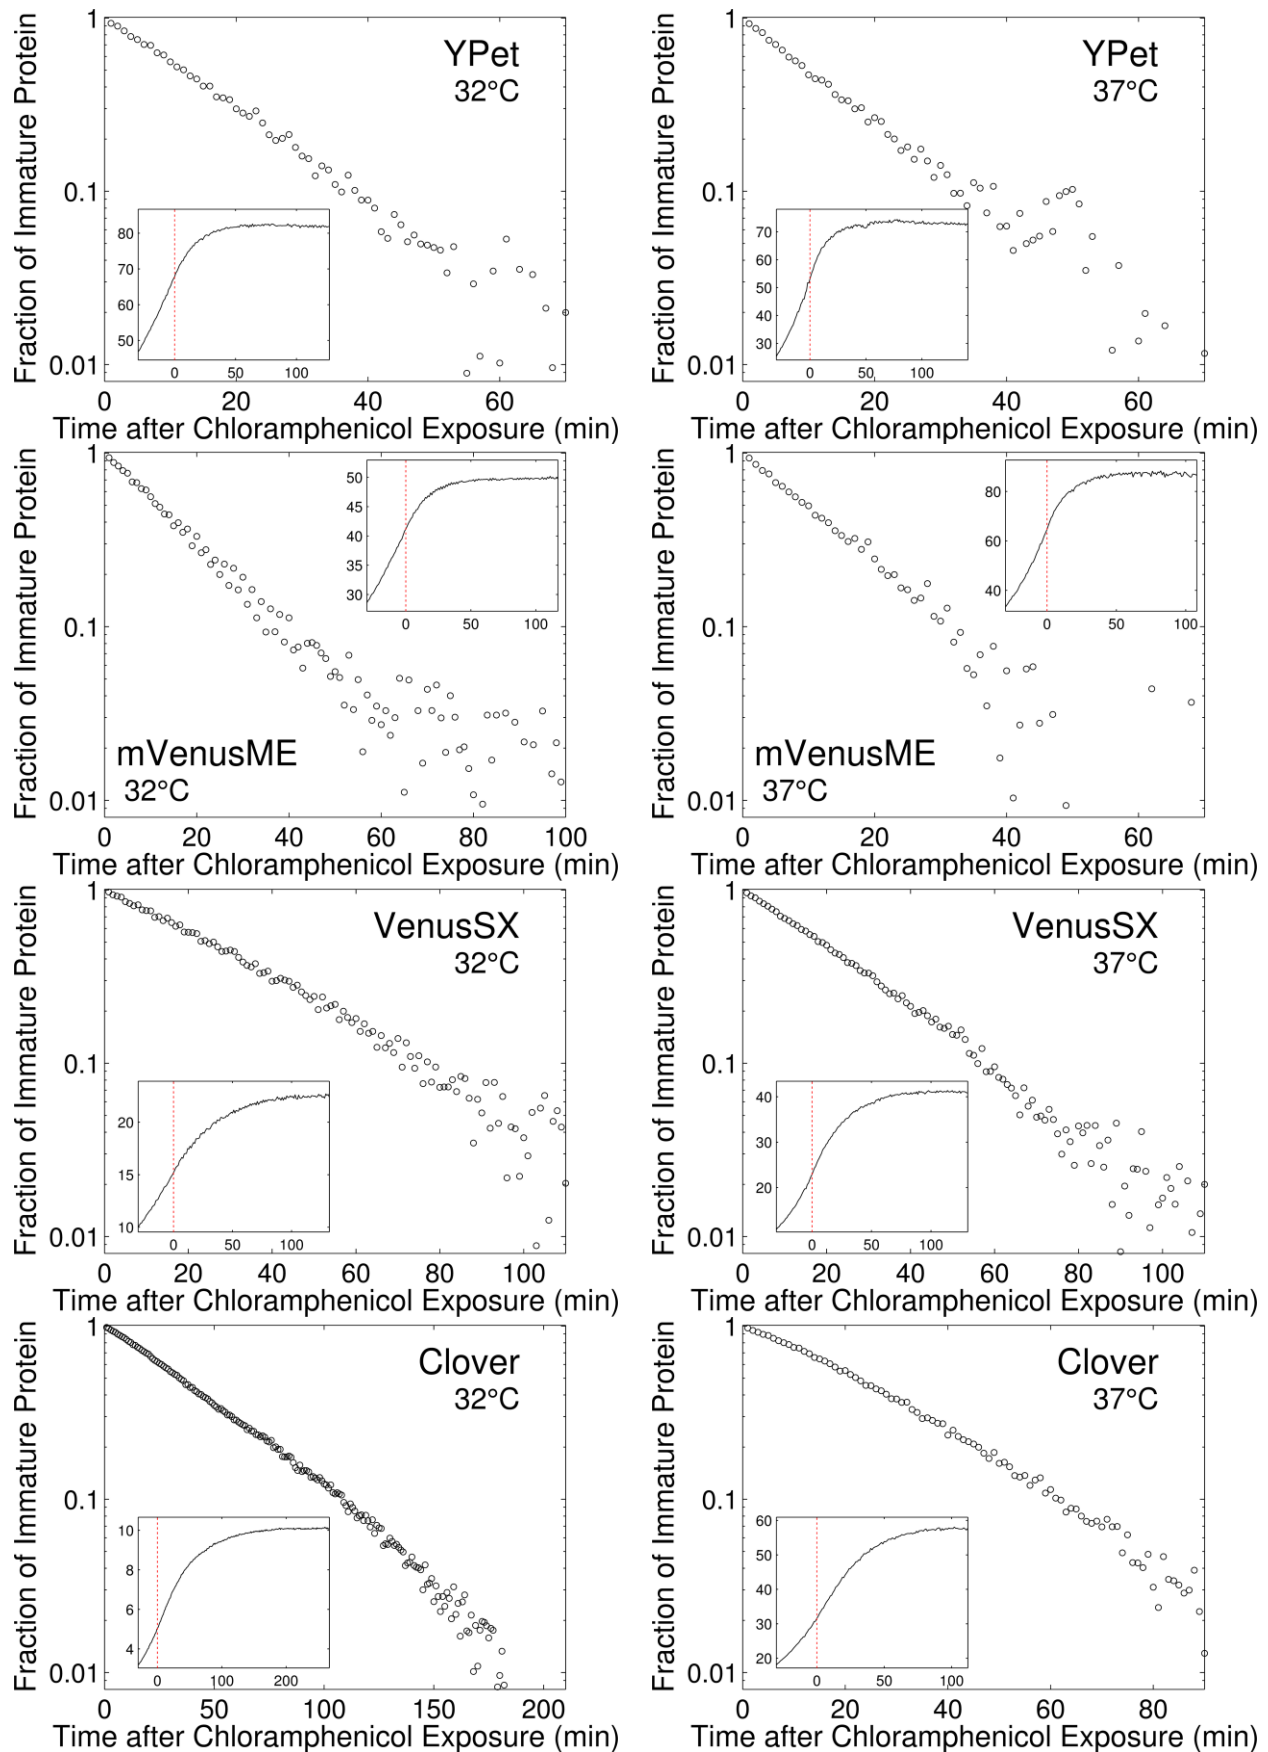 Fraction of Immature Protein
1
0.1
0.01
YPet
32°C
80
70
60
50
0 50 100
0 20 40 60
Time after Chloramphenicol Exposure (min)
Fraction of Immature Protein
1
0.1
0.01
YPet
37°C
70
60
50
40
30
0 50 100
0 20 40 60
Time after Chloramphenicol Exposure (min)
Fraction of Immature Protein
1
0.1
0.01
50
45
40
35
30
0 50 100
mVenusME
32°C
0 20 40 60 80 100
Time after Chloramphenicol Exposure (min)
Fraction of Immature Protein
1
0.1
0.01
80
60
40
0 50 100
mVenusME
37°C
0 20 40 60
Time after Chloramphenicol Exposure (min)
Fraction of Immature Protein
1
0.1
0.01
VenusSX
32°C
20
15
10
0 50 100
0 20 40 60 80 100
Time after Chloramphenicol Exposure (min)
Fraction of Immature Protein
1
0.1
0.01
VenusSX
37°C
40
30
20
0 50 100
0 20 40 60 80 100
Time after Chloramphenicol Exposure (min)
Fraction of Immature Protein
1
0.1
0.01
Clover
32°C
10
8
6
4
0 100 200
0 50 100 150 200
Time after Chloramphenicol Exposure (min)
Fraction of Immature Protein
1
0.1
0.01
Clover
37°C
60
50
40
30
20
0 50 100
0 20 40 60 80
Time after Chloramphenicol Exposure (min)